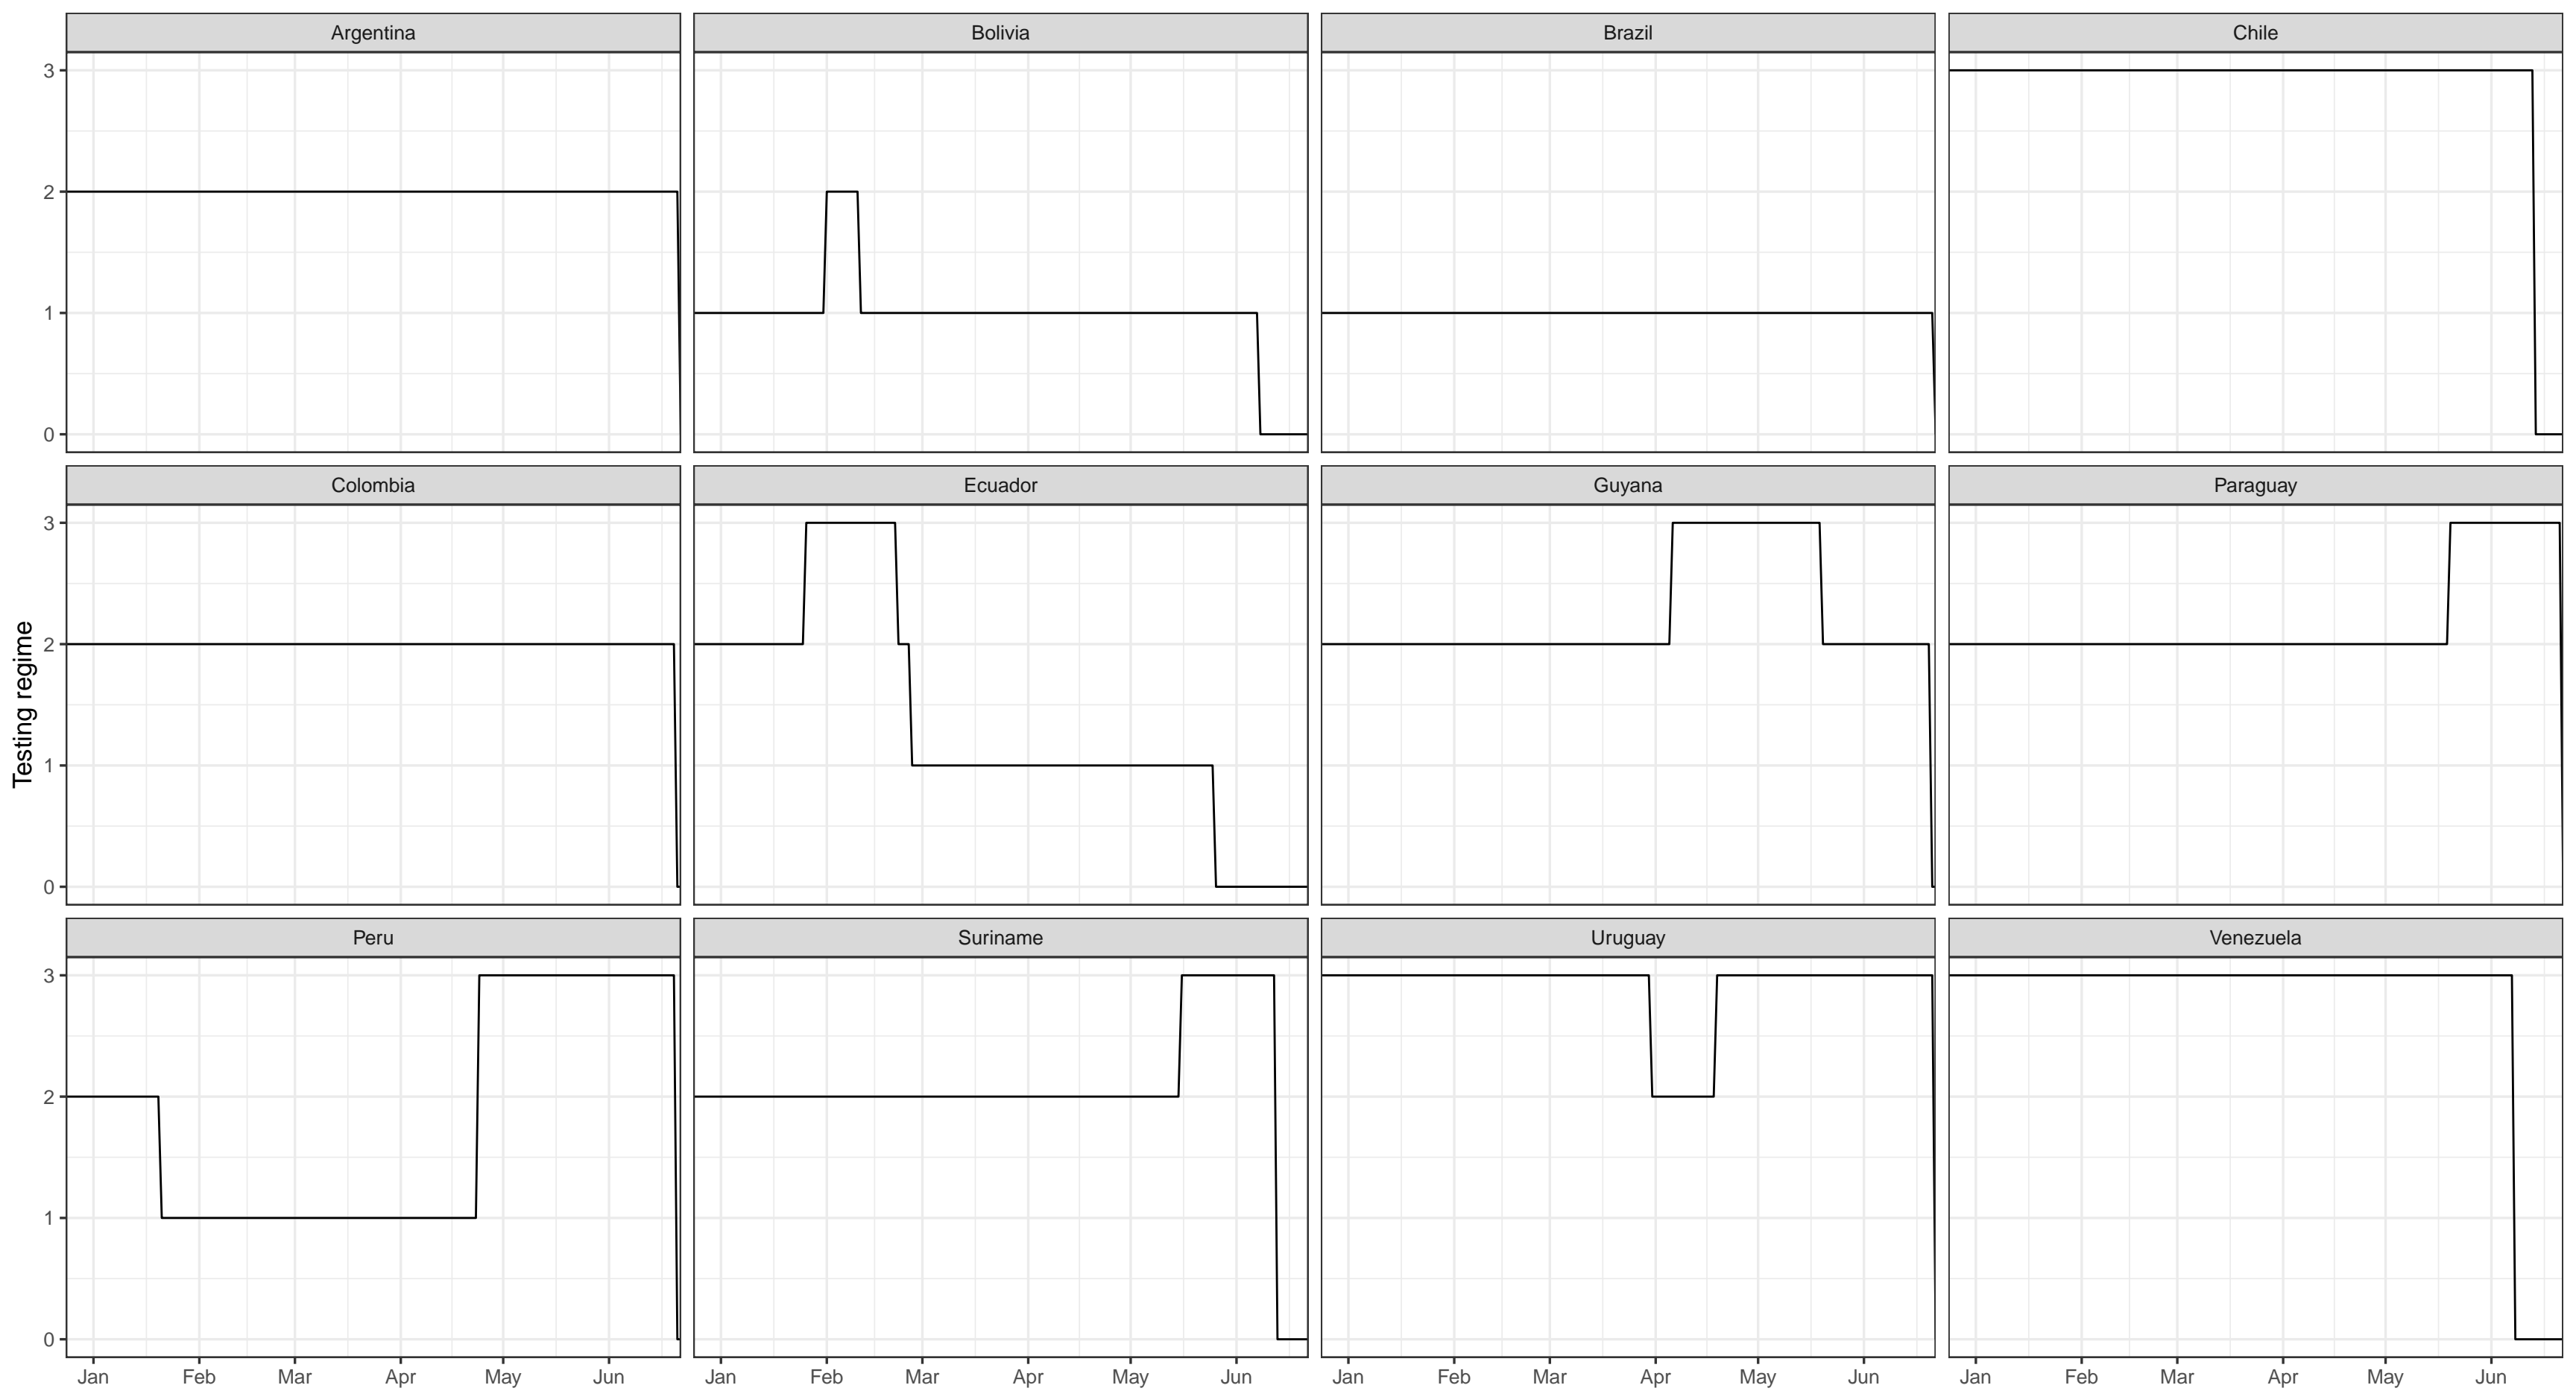 Argentina Bolivia Brazil Chile
3
2
1
0
Colombia Ecuador Guyana Paraguay
3
2
1
0
Testing regime
Peru Suriname Uruguay Venezuela
3
2
1
0
Jan Feb Mar Apr May Jun Jan Feb Mar Apr May Jun Jan Feb Mar Apr May Jun Jan Feb Mar Apr May Jun